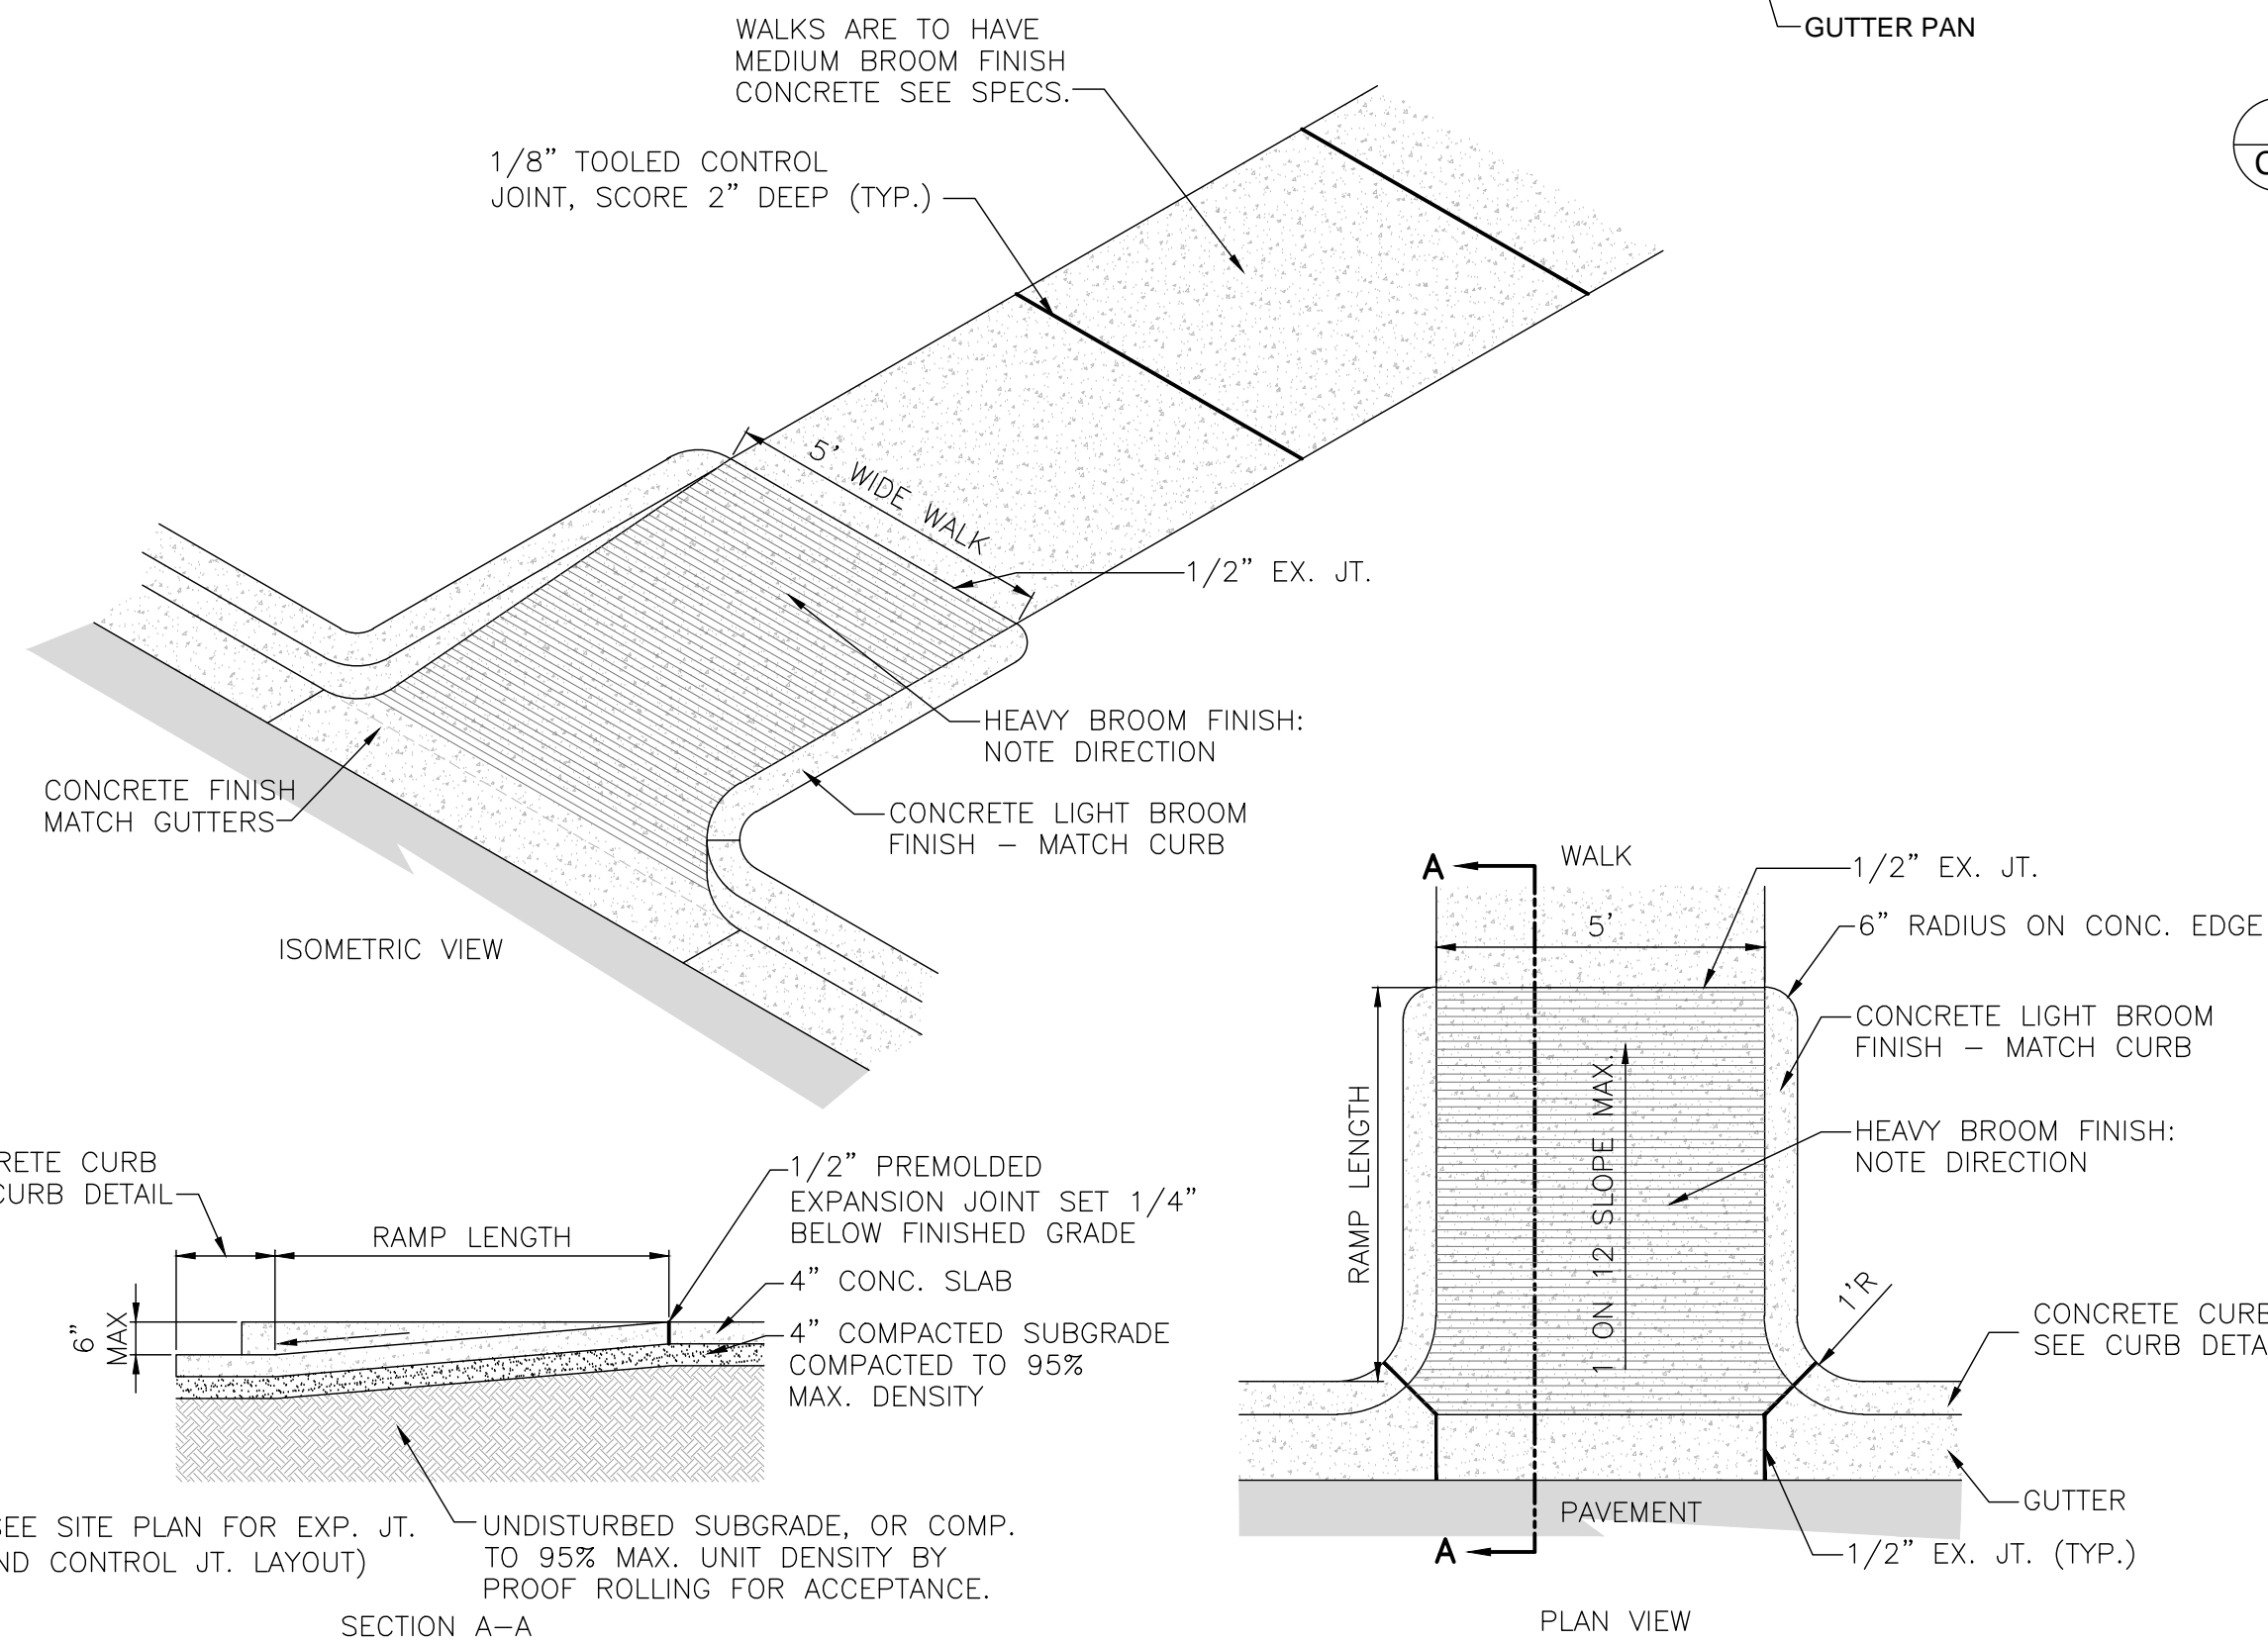 GUTTER PAN
WALKS ARE TO HAVE
MEDIUM BROOM FINISH
CONCRETE SEE SPECS.
1/8” TOOLED CONTROL
JOINT, SCORE 2” DEEP (TYP.)
5’ WIDE WALK
1/2” EX. JT.
HEAVY BROOM FINISH:
NOTE DIRECTION
CONCRETE FINISH
MATCH GUTTERS
CONCRETE LIGHT BROOM
FINISH – MATCH CURB
ISOMETRIC VIEW
A
WALK
1/2” EX. JT.
5’
6” RADIUS ON CONC. EDGE
CONCRETE LIGHT BROOM
FINISH – MATCH CURB
RAMP LENGTH
1 ON 12 SLOPE MAX.
HEAVY BROOM FINISH:
NOTE DIRECTION
1’R
CONCRETE CURB
SEE CURB DETA
GUTTER
PAVEMENT
A
1/2” EX. JT. (TYP.)
PLAN VIEW
RETE CURB
CURB DETAIL
RAMP LENGTH
1/2” PREMOLDED
EXPANSION JOINT SET 1/4”
BELOW FINISHED GRADE
4” CONC. SLAB
6”
MAX
4” COMPACTED SUBGRADE
COMPACTED TO 95%
MAX. DENSITY
SEE SITE PLAN FOR EXP. JT.
ND CONTROL JT. LAYOUT)
UNDISTURBED SUBGRADE, OR COMP.
TO 95% MAX. UNIT DENSITY BY
PROOF ROLLING FOR ACCEPTANCE.
SECTION A–A